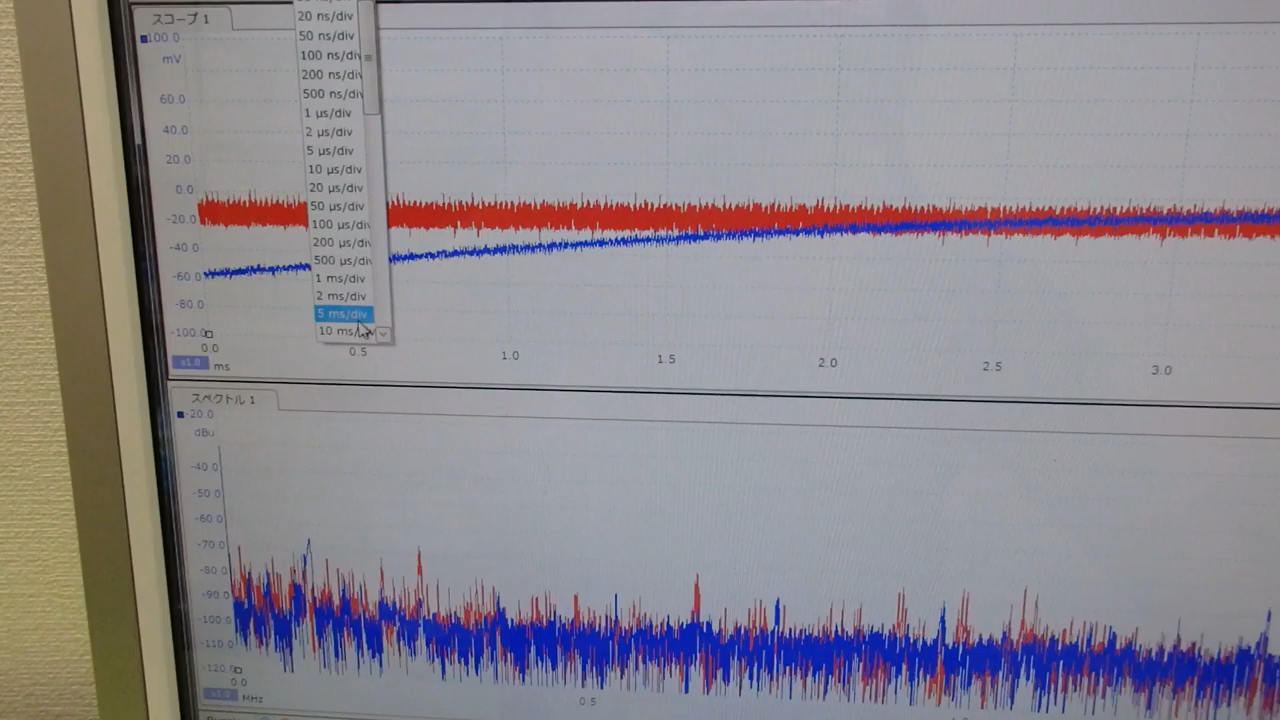 スコープ 1
100.0
mV
60.0
40.0
20.0
0.0
-20.0
-40.0
-60.0
-80.0
-100.0
0.0
0.5
1.0
1.5
2.0
2.5
3.0
x1.0
ms
20 ns/div
50 ns/div
100 ns/div
200 ns/div
500 ns/div
1 µs/div
2 µs/div
5 µs/div
10 µs/div
20 µs/div
50 µs/div
100 µs/div
200 µs/div
500 µs/div
1 ms/div
2 ms/div
5 ms/div
10 ms/
スペクトル 1
-20.0
dBu
-40.0
-50.0
-60.0
-70.0
-80.0
-90.0
-100.0
-110.0
-120.0
0.0
0.5
x1.0
MHz